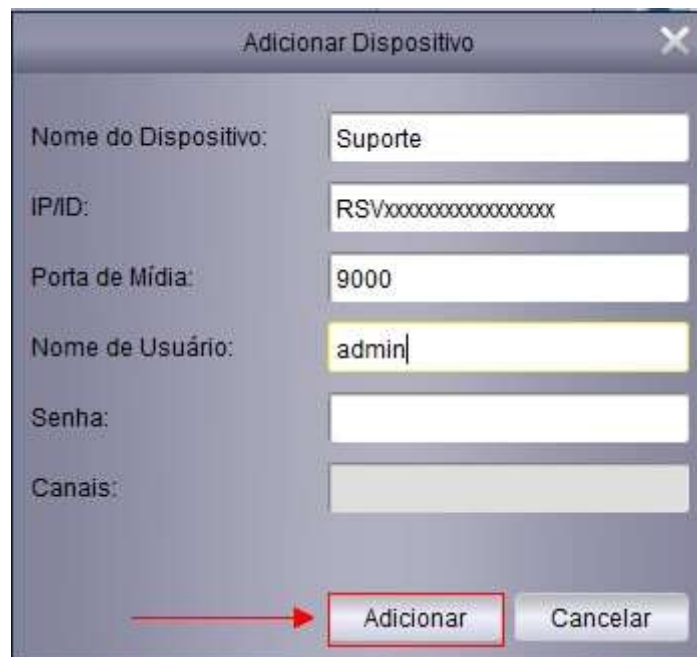 Adicionar Dispositivo
Nome do Dispositivo: Suporte
IP/ID: RSVxxxxxxxxxxxxxxxxx
Porta de Mídia: 9000
Nome de Usuário: admin
Senha:
Canais:
Adicionar Cancelar